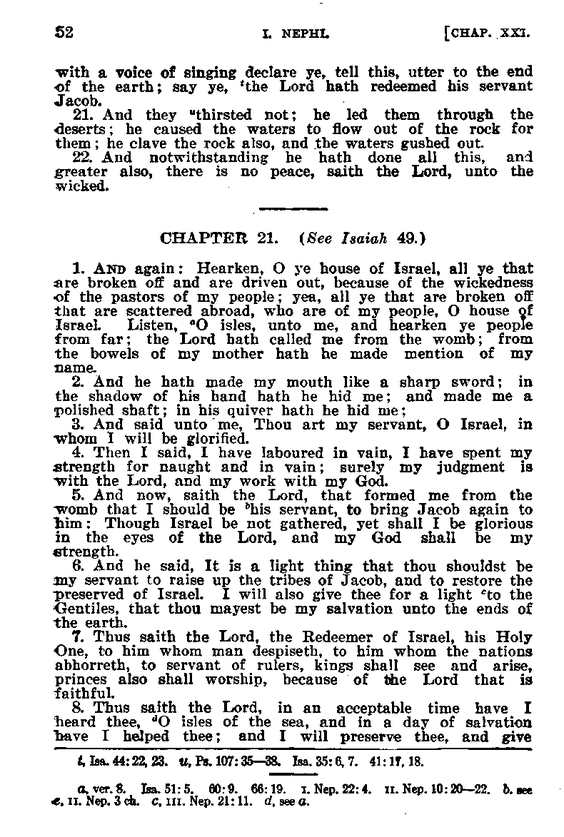 52 I. NEPHI. [CHAP. XXI.
with a voice of singing declare ye, tell this, utter to the end
of the earth; say ye, ᵗthe Lord hath redeemed his servant
Jacob.
21. And they ᵘthirsted not; he led them through the
deserts; he caused the waters to flow out of the rock for
them; he clave the rock also, and the waters gushed out.
22. And notwithstanding he hath done all this, and
greater also, there is no peace, saith the Lord, unto the
wicked.
CHAPTER 21. (See Isaiah 49.)
1. AND again: Hearken, O ye house of Israel, all ye that
are broken off and are driven out, because of the wickedness
of the pastors of my people; yea, all ye that are broken off
that are scattered abroad, who are of my people, O house of
Israel. Listen, ᵃO isles, unto me, and hearken ye people
from far; the Lord hath called me from the womb; from
the bowels of my mother hath he made mention of my
name.
2. And he hath made my mouth like a sharp sword; in
the shadow of his hand hath he hid me; and made me a
polished shaft; in his quiver hath he hid me;
3. And said unto me, Thou art my servant, O Israel, in
whom I will be glorified.
4. Then I said, I have laboured in vain, I have spent my
strength for naught and in vain; surely my judgment is
with the Lord, and my work with my God.
5. And now, saith the Lord, that formed me from the
womb that I should be ᵇhis servant, to bring Jacob again to
him: Though Israel be not gathered, yet shall I be glorious
in the eyes of the Lord, and my God shall be my
strength.
6. And he said, It is a light thing that thou shouldst be
my servant to raise up the tribes of Jacob, and to restore the
preserved of Israel. I will also give thee for a light ᶜto the
Gentiles, that thou mayest be my salvation unto the ends of
the earth.
7. Thus saith the Lord, the Redeemer of Israel, his Holy
One, to him whom man despiseth, to him whom the nations
abhorreth, to servant of rulers, kings shall see and arise,
princes also shall worship, because of the Lord that is
faithful.
8. Thus saith the Lord, in an acceptable time have I
heard thee, ᵈO isles of the sea, and in a day of salvation
have I helped thee; and I will preserve thee, and give
t, Isa. 44:22, 23. u, Ps. 107:35—38. Isa. 35:6, 7. 41:17, 18.
a, ver. 8. Isa. 51:5. 60:9. 66:19. I. Nep. 22:4. II. Nep. 10:20—22. b. see
e, II. Nep. 3 ch. c, III. Nep. 21:11. d, see a.